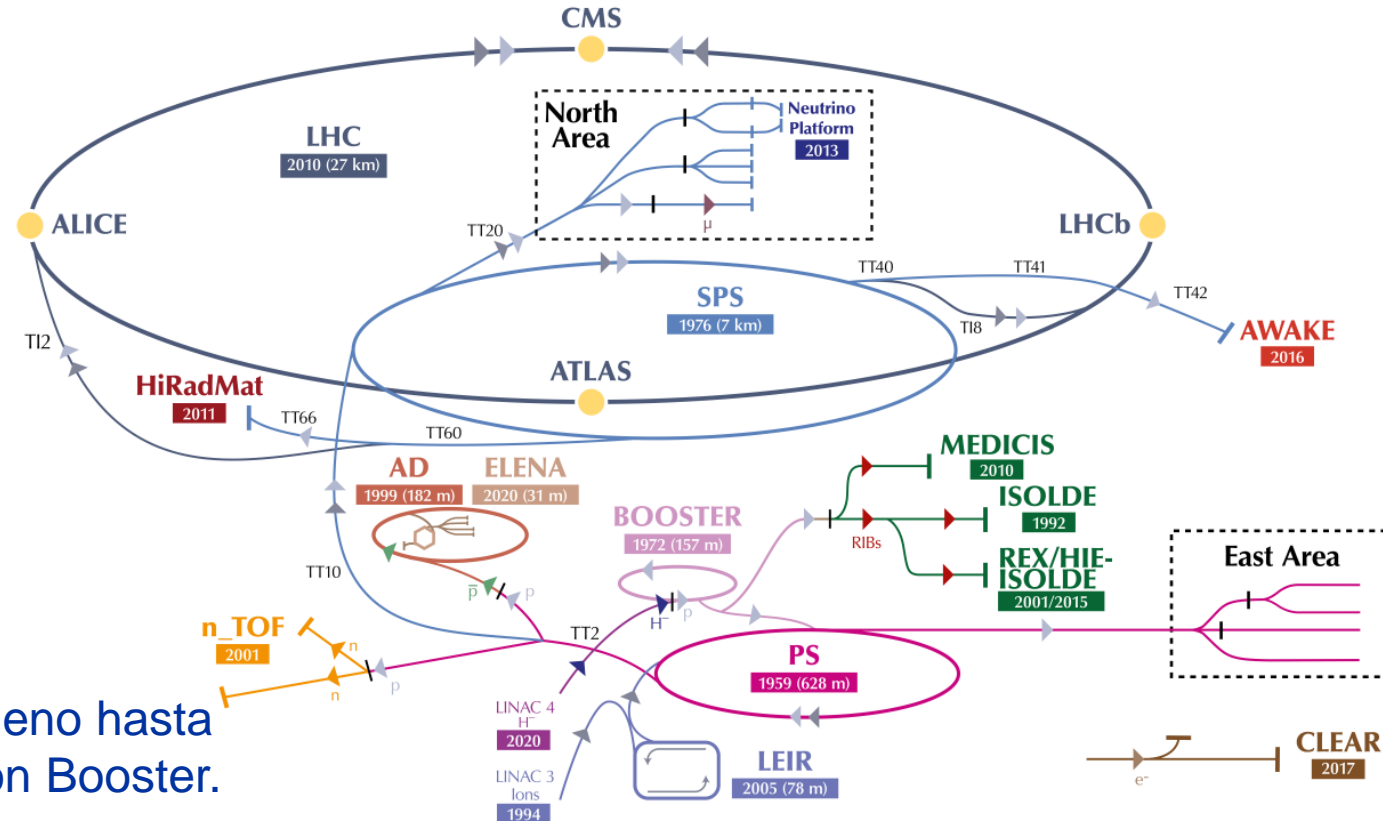 CMS
North
Area
Neutrino
Platform
2013
LHC
2010 (27 km)
μ
ALICE
LHCb
TT20
TT40
TT41
TT42
SPS
1976 (7 km)
TI8
TI2
AWAKE
2016
ATLAS
HiRadMat
2011
TT66
TT60
AD
1999 (182 m)
ELENA
2020 (31 m)
MEDICIS
2010
BOOSTER
1972 (157 m)
ISOLDE
1992
RIBs
REX/HIE-
ISOLDE
2001/2015
East Area
TT10
p̄
p
H⁻
p
n_TOF
2001
n
n
p
TT2
PS
1959 (628 m)
LINAC 4
H⁻
2020
LINAC 3
Ions
1994
LEIR
2005 (78 m)
CLEAR
2017
e⁻
eno hasta
on Booster.